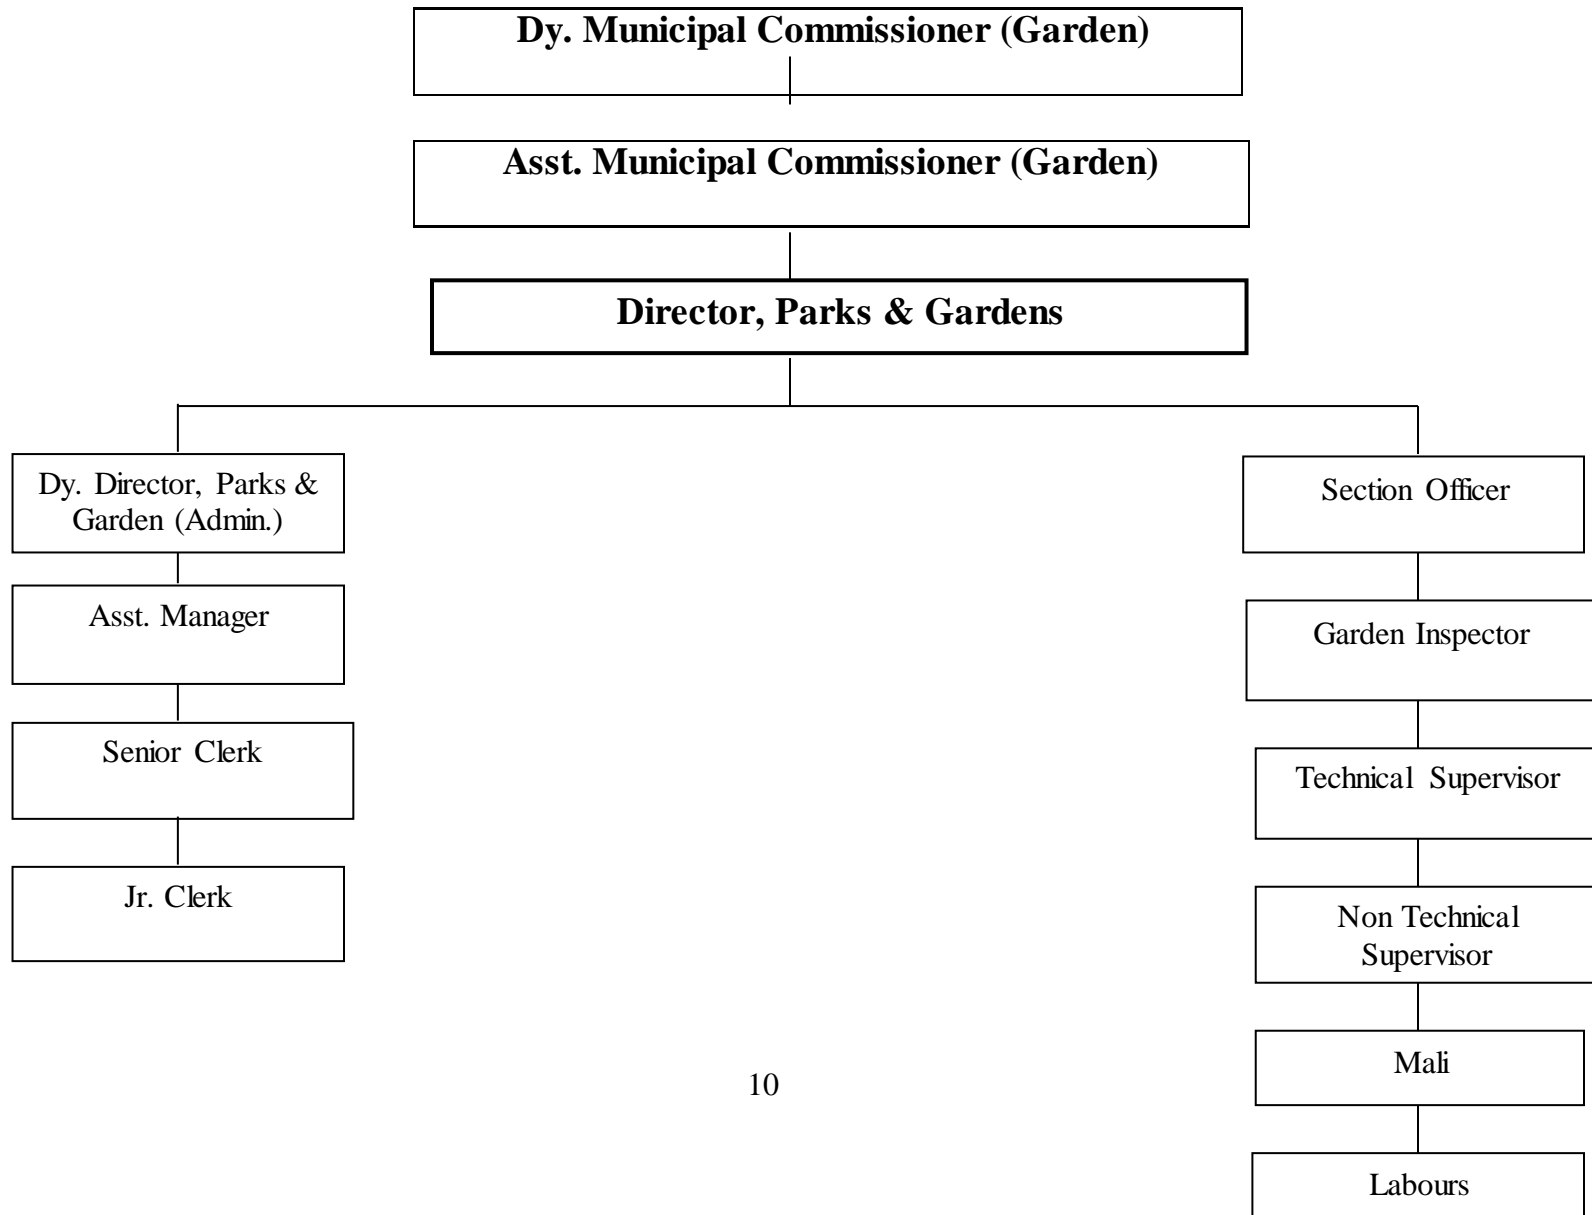 Dy. Municipal Commissioner (Garden)
Asst. Municipal Commissioner (Garden)
Director, Parks & Gardens
Dy. Director, Parks &
Garden (Admin.)
Asst. Manager
Senior Clerk
Jr. Clerk
Section Officer
Garden Inspector
Technical Supervisor
Non Technical
Supervisor
Mali
Labours
10